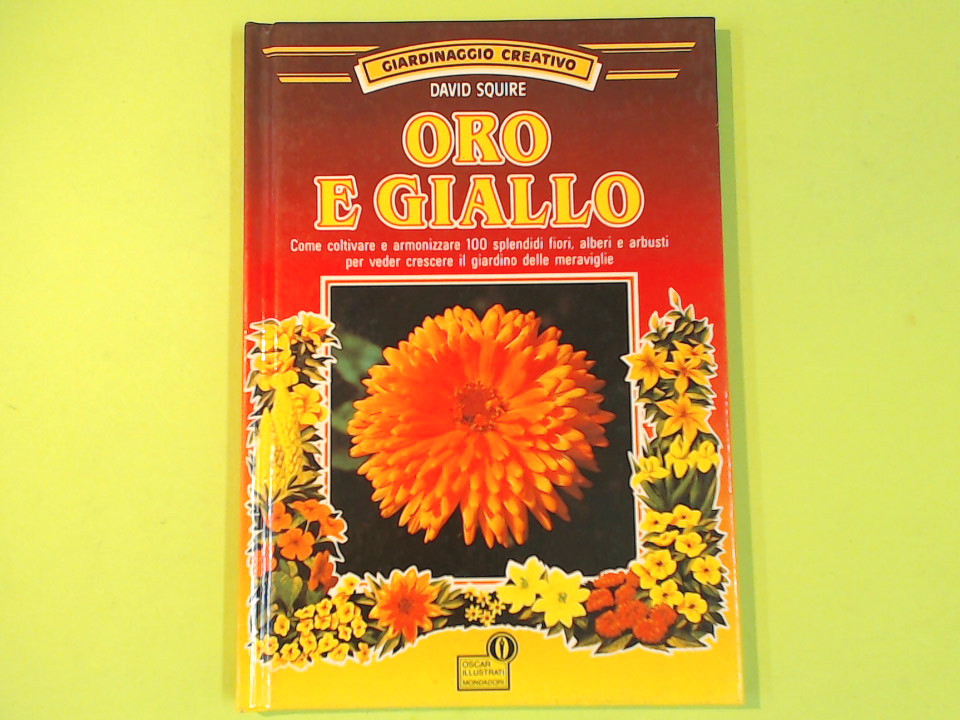 GIARDINAGGIO CREATIVO
DAVID SQUIRE
ORO
E GIALLO
Come coltivare e armonizzare 100 splendidi fiori, alberi e arbusti
per veder crescere il giardino delle meraviglie
OSCAR
ILLUSTRATI
MONDADORI